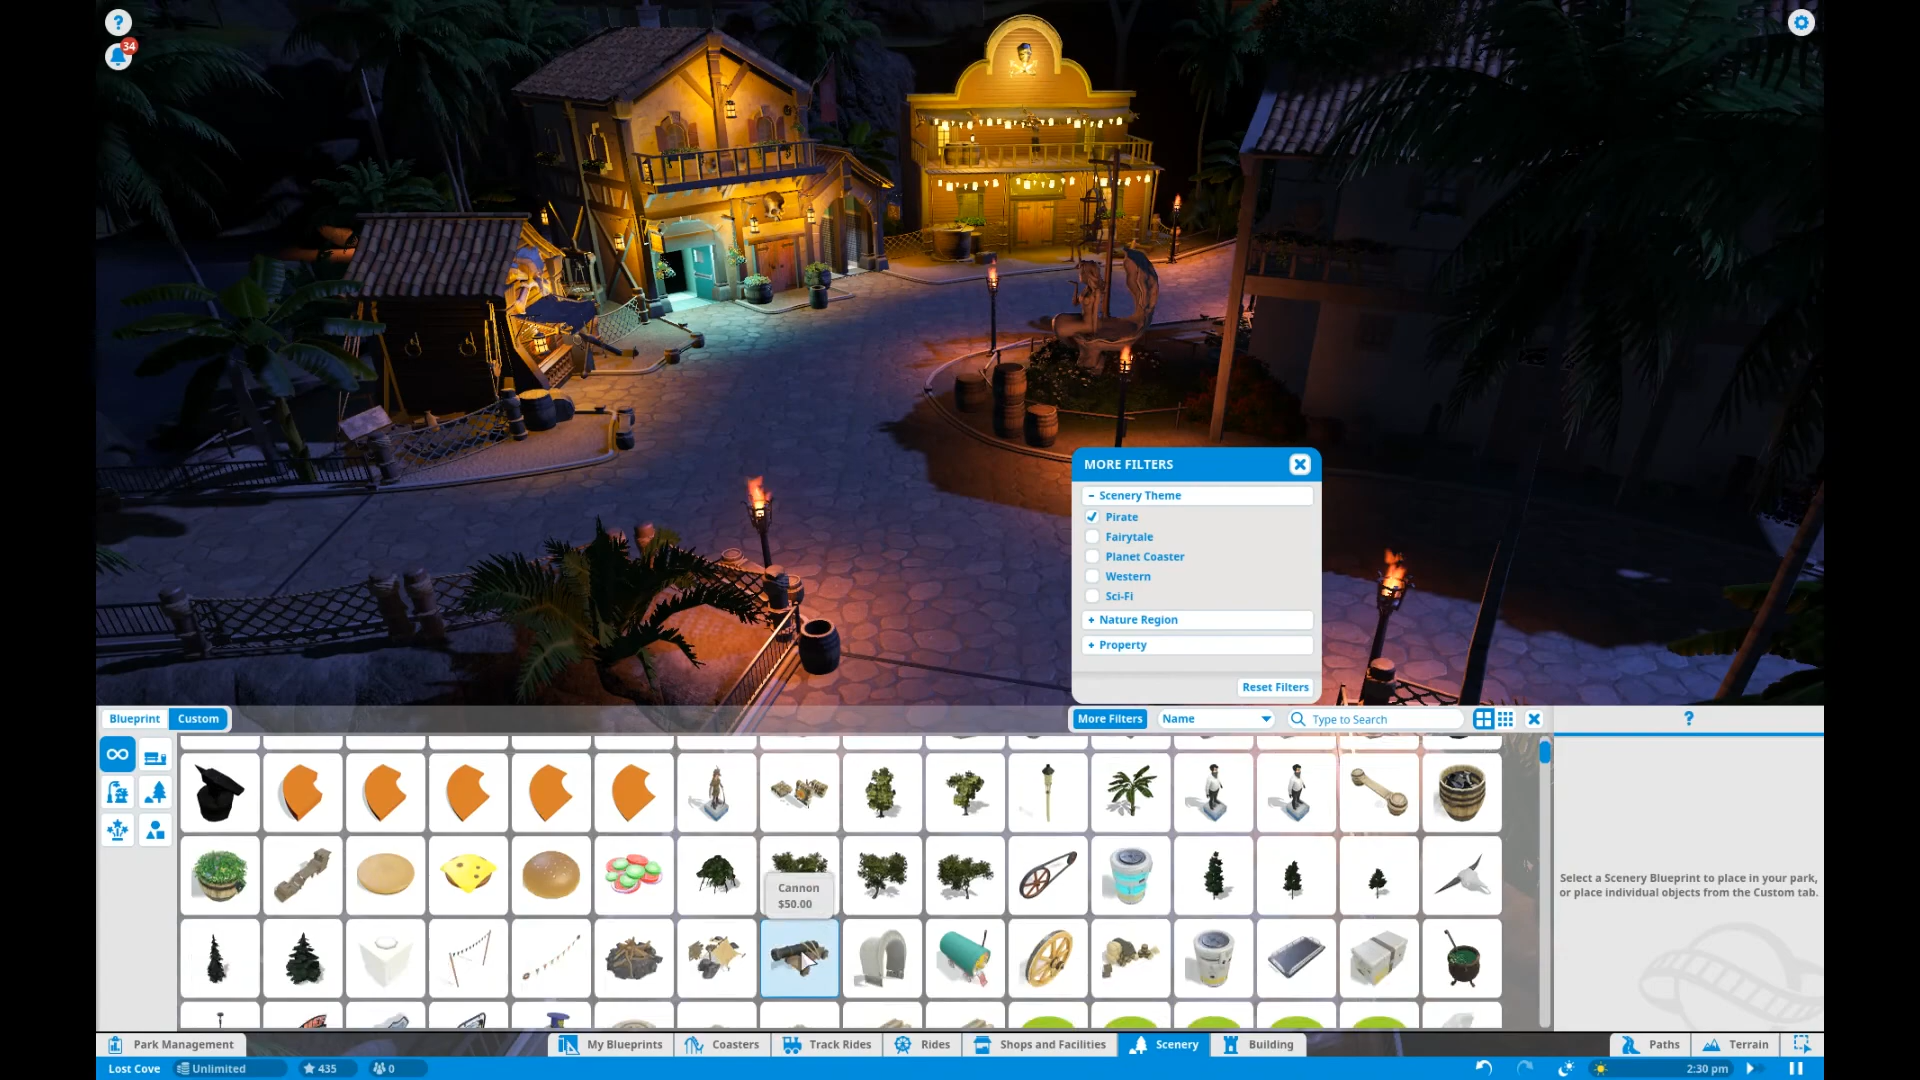 ?
34
MORE FILTERS
- Scenery Theme
Pirate
Fairytale
Planet Coaster
Western
Sci-Fi
+ Nature Region
+ Property
Reset Filters
Blueprint
Custom
More Filters
Name
Type to Search
?
Cannon
$50.00
Select a Scenery Blueprint to place in your park,
or place individual objects from the Custom tab.
Park Management
My Blueprints
Coasters
Track Rides
Rides
Shops and Facilities
Scenery
Building
Paths
Terrain
Lost Cove
Unlimited
435
0
2:30 pm